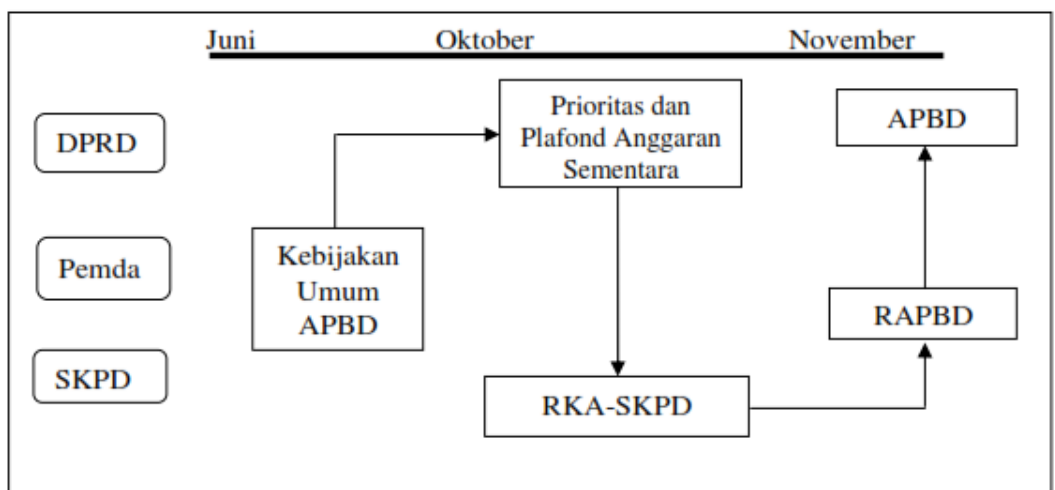 Juni Oktober November
DPRD
Prioritas dan
Plafond Anggaran
Sementara
APBD
Pemda
Kebijakan
Umum
APBD
RAPBD
SKPD
RKA-SKPD